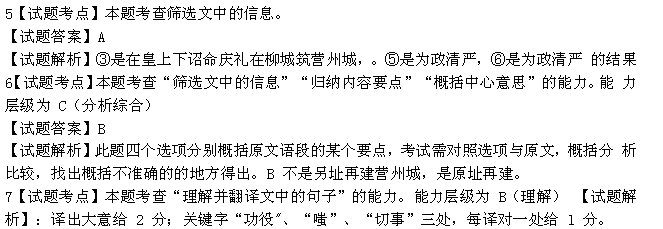 5【试题考点】本题考查筛选文中的信息。
【试题答案】A
【试题解析】③是在皇上下诏命庆礼在柳城筑营州城，。⑤是为政清严，⑥是为政清严 的结果
6【试题考点】本题考查“筛选文中的信息”“归纳内容要点”“概括中心意思”的能力。能 力
层级为 C（分析综合）
【试题答案】B
【试题解析】此题四个选项分别概括原文语段的某个要点，考试需对照选项与原文，概括分 析
比较，找出概括不准确的的地方得出。B 不是另址再建营州城，是原址再建。
7【试题考点】本题考查“理解并翻译文中的句子”的能力。能力层级为 B（理解） 【试题解
析】：译出大意给 2 分；关键字“功役”、“嗤”、“切事”三处，每译对一处给 1 分。